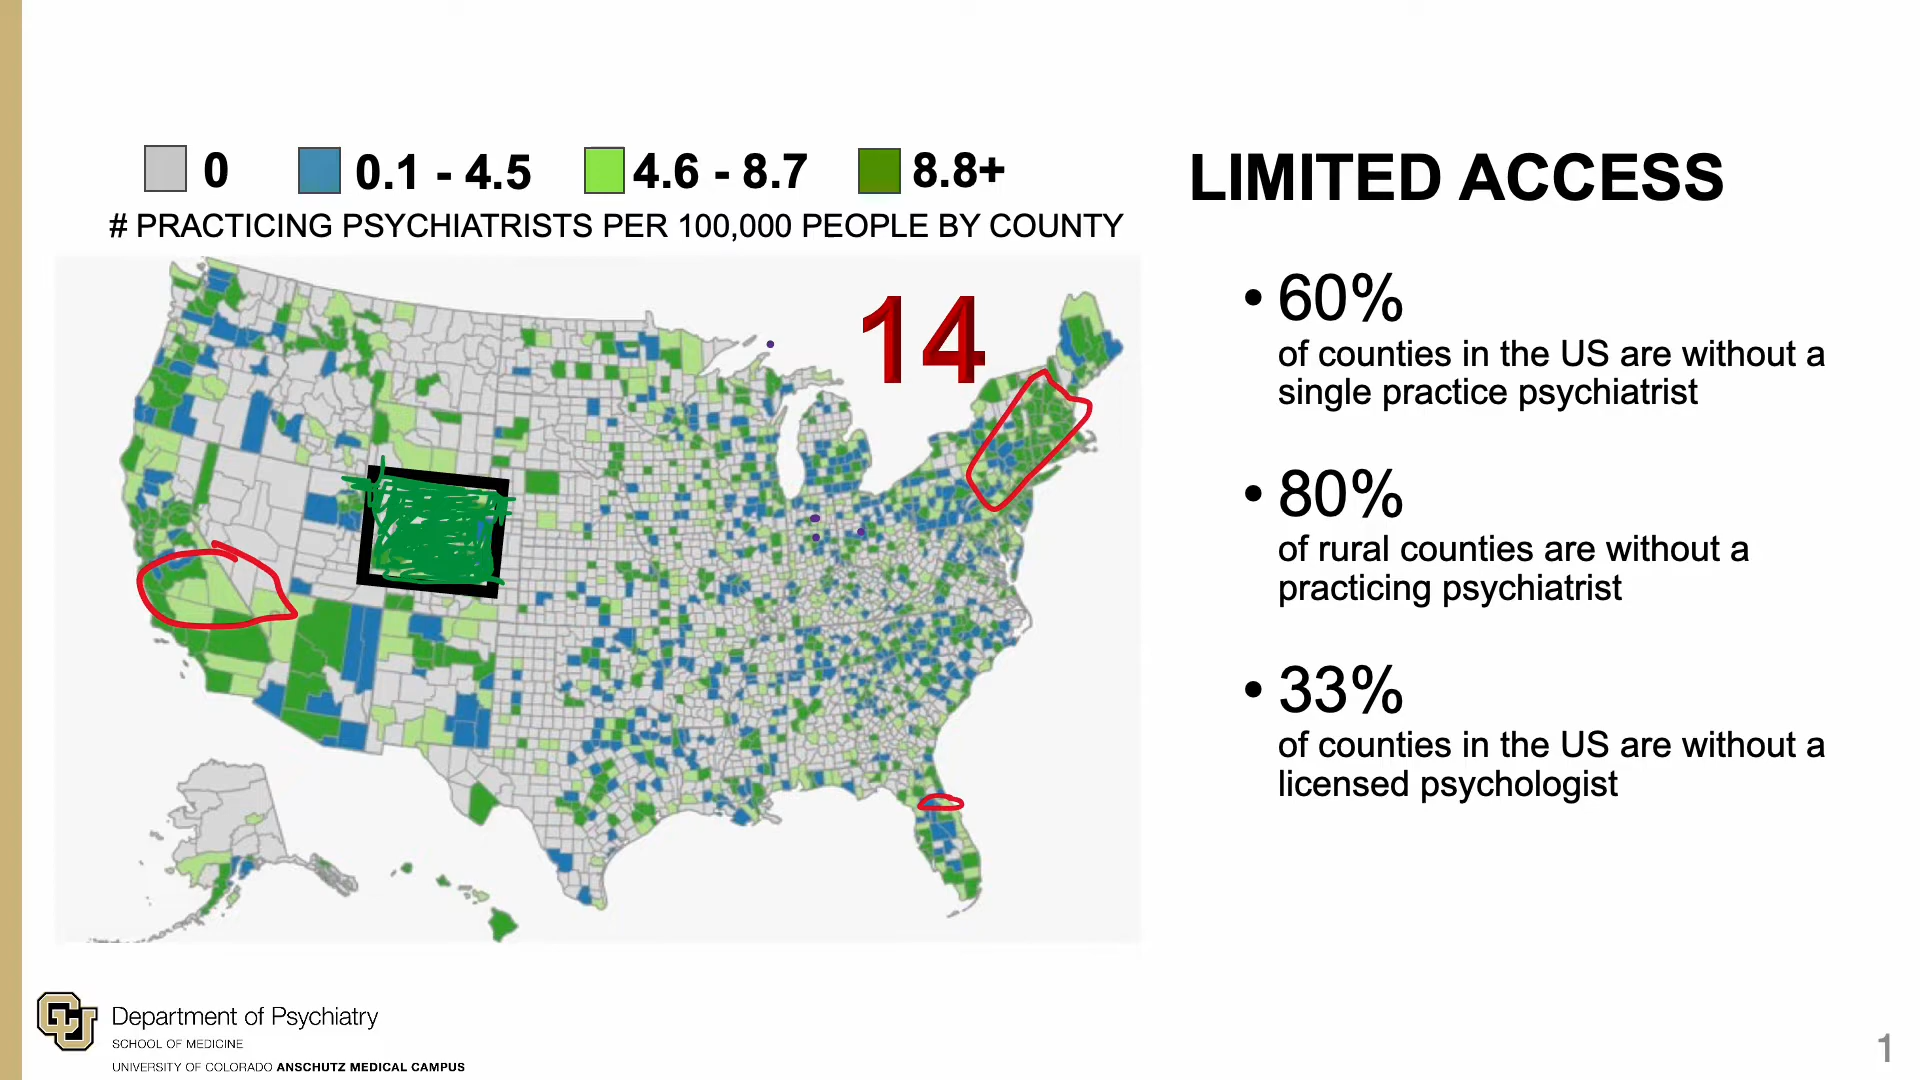 0 0.1 - 4.5 4.6 - 8.7 8.8+
# PRACTICING PSYCHIATRISTS PER 100,000 PEOPLE BY COUNTY
14
LIMITED ACCESS
• 60%
of counties in the US are without a
single practice psychiatrist
• 80%
of rural counties are without a
practicing psychiatrist
• 33%
of counties in the US are without a
licensed psychologist
CU
Department of Psychiatry
SCHOOL OF MEDICINE
UNIVERSITY OF COLORADO ANSCHUTZ MEDICAL CAMPUS
1